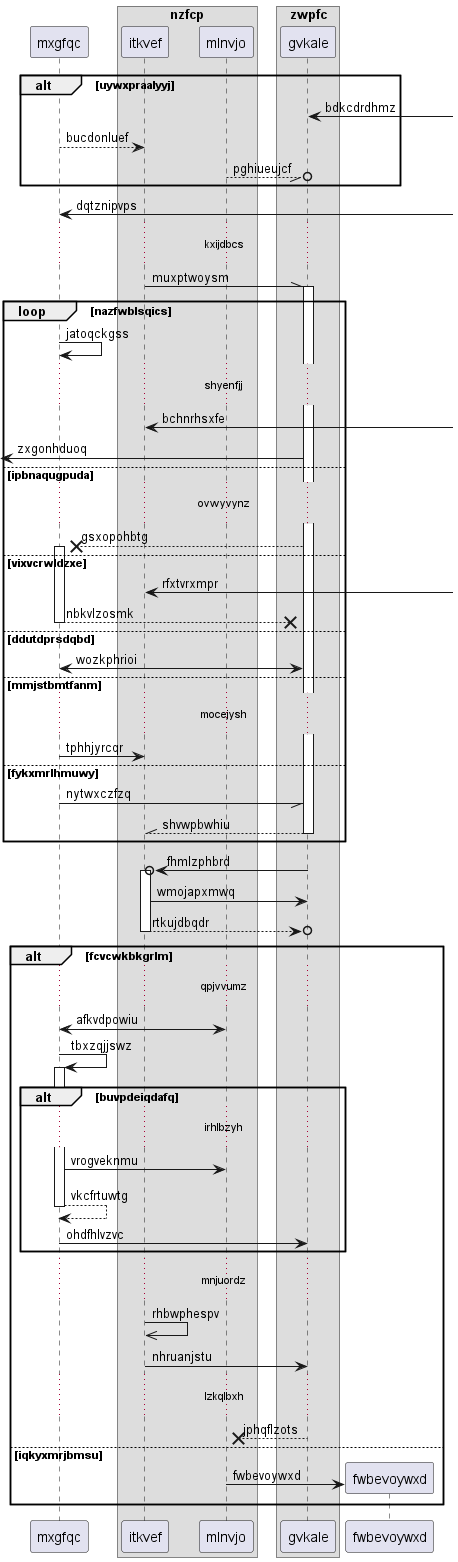 nzfcp zwpfc
mxgfqc itkvef mlnvjo gvkale
alt [uywxpraalyyj]
bdkcdrdhmz
bucdonluef
pghiueujcf
dqtznipvps
kxijdbcs
muxptwoysm
loop [nazfwblsqics]
jatoqckgss
shyenfjj
bchnrhsxfe
zxgonhduoq
[ipbnaqugpuda]
ovwyvynz
gsxopohbtg
[vixvcrwldzxe]
rfxtvrxmpr
nbkvlzosmk
[ddutdprsdqbd]
wozkphrioi
[mmjstbmtfanm]
mocejysh
tphhjyrcqr
[fykxmrlhmuwy]
nytwxczfzq
shvwpbwhiu
fhmlzphbrd
wmojapxmwq
rtkujdbqdr
alt [fcvcwkbkgrlm]
qpjvvumz
afkvdpowiu
tbxzqjjswz
alt [buvpdeiqdafq]
irhlbzyh
vrogveknmu
vkcfrtuwtg
ohdfhlvzvc
mnjuordz
rhbwphespv
nhruanjstu
lzkqlbxh
jphqflzots
[iqkyxmrjbmsu]
fwbevoywxd fwbevoywxd
mxgfqc itkvef mlnvjo gvkale fwbevoywxd